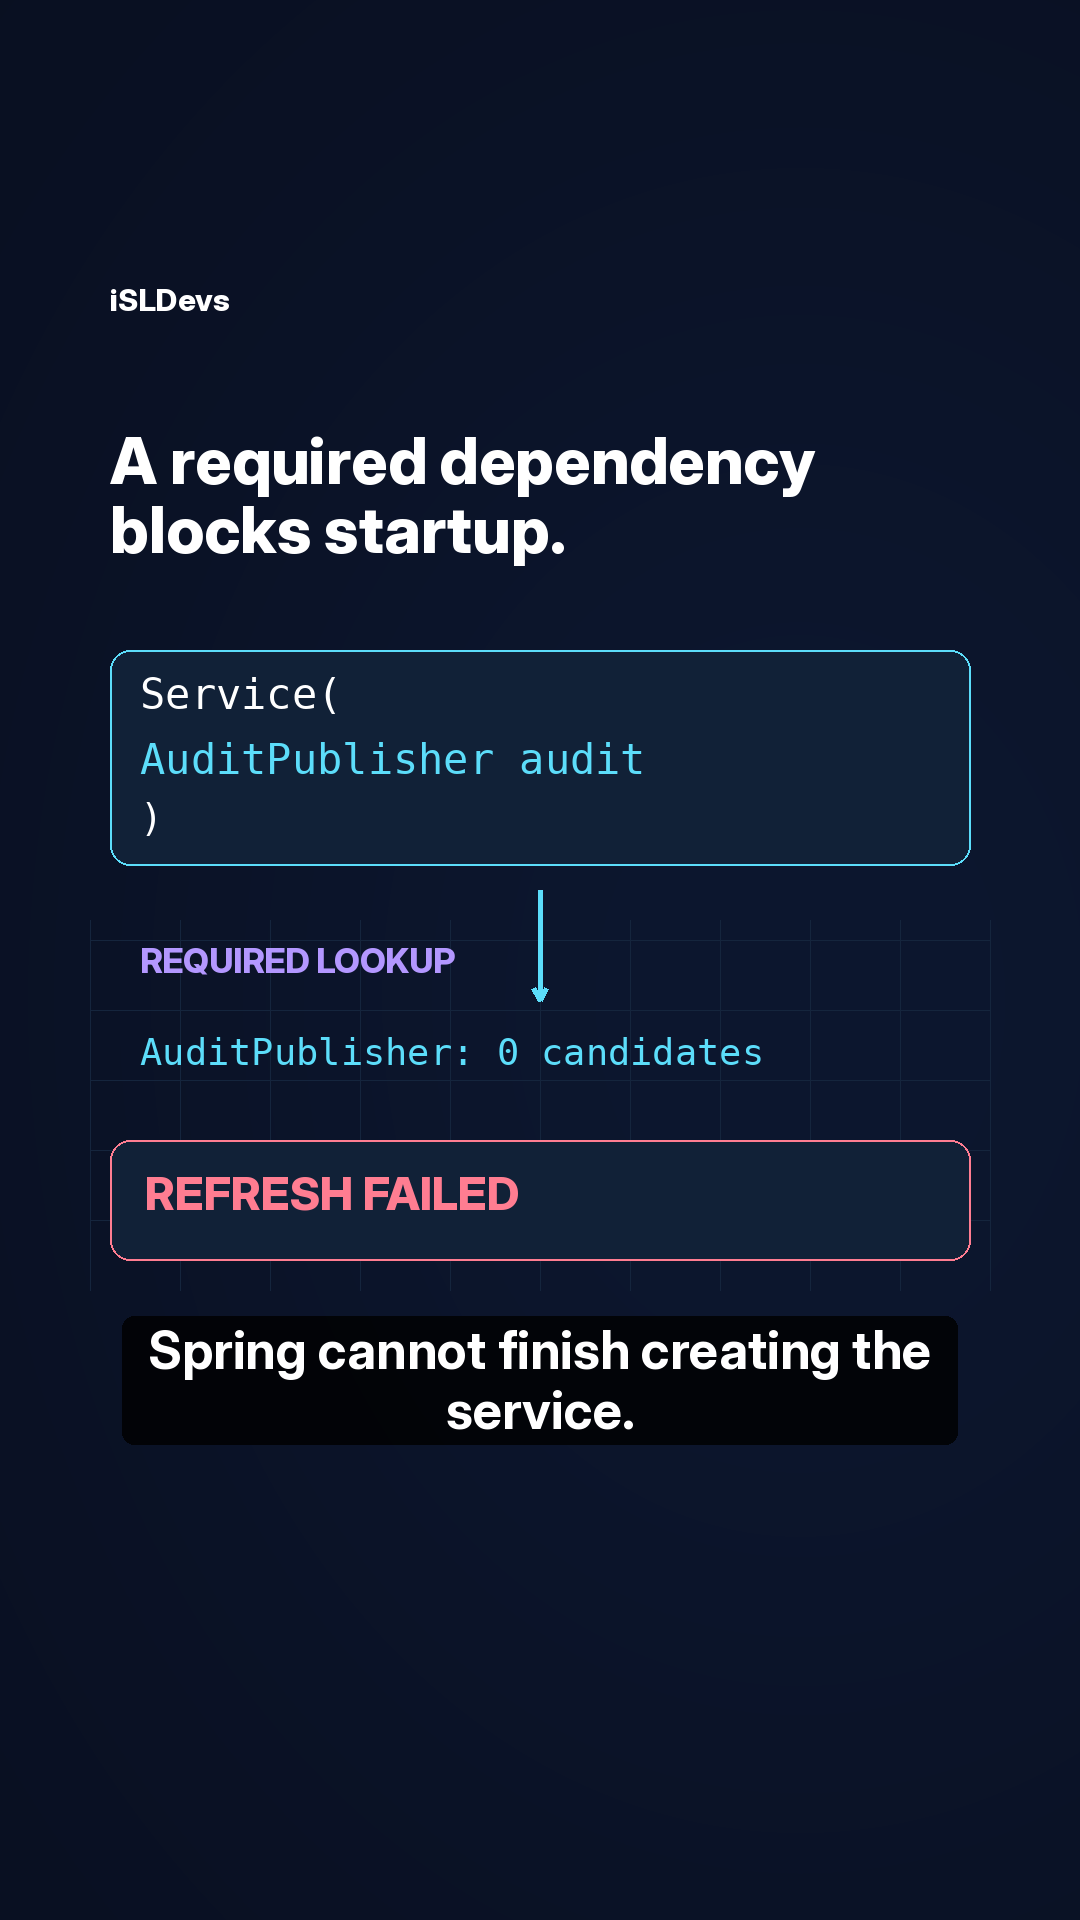 iSLDevs
A required dependency
blocks startup.
Service(
AuditPublisher audit
)
REQUIRED LOOKUP
AuditPublisher: 0 candidates
REFRESH FAILED
Spring cannot finish creating the
service.